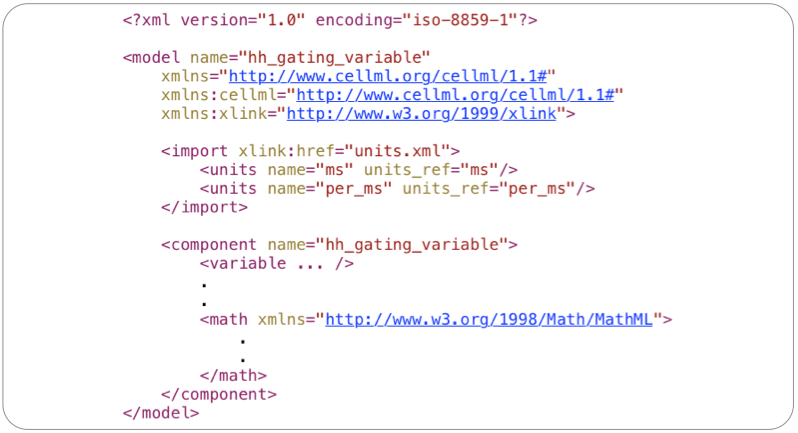 <?xml version="1.0" encoding="iso-8859-1"?>
<model name="hh_gating_variable"
xmlns="http://www.cellml.org/cellml/1.1#"
xmlns:cellml="http://www.cellml.org/cellml/1.1#"
xmlns:xlink="http://www.w3.org/1999/xlink">
<import xlink:href="units.xml">
<units name="ms" units_ref="ms"/>
<units name="per_ms" units_ref="per_ms"/>
</import>
<component name="hh_gating_variable">
<variable ... />
.
.
<math xmlns="http://www.w3.org/1998/Math/MathML">
.
.
</math>
</component>
</model>